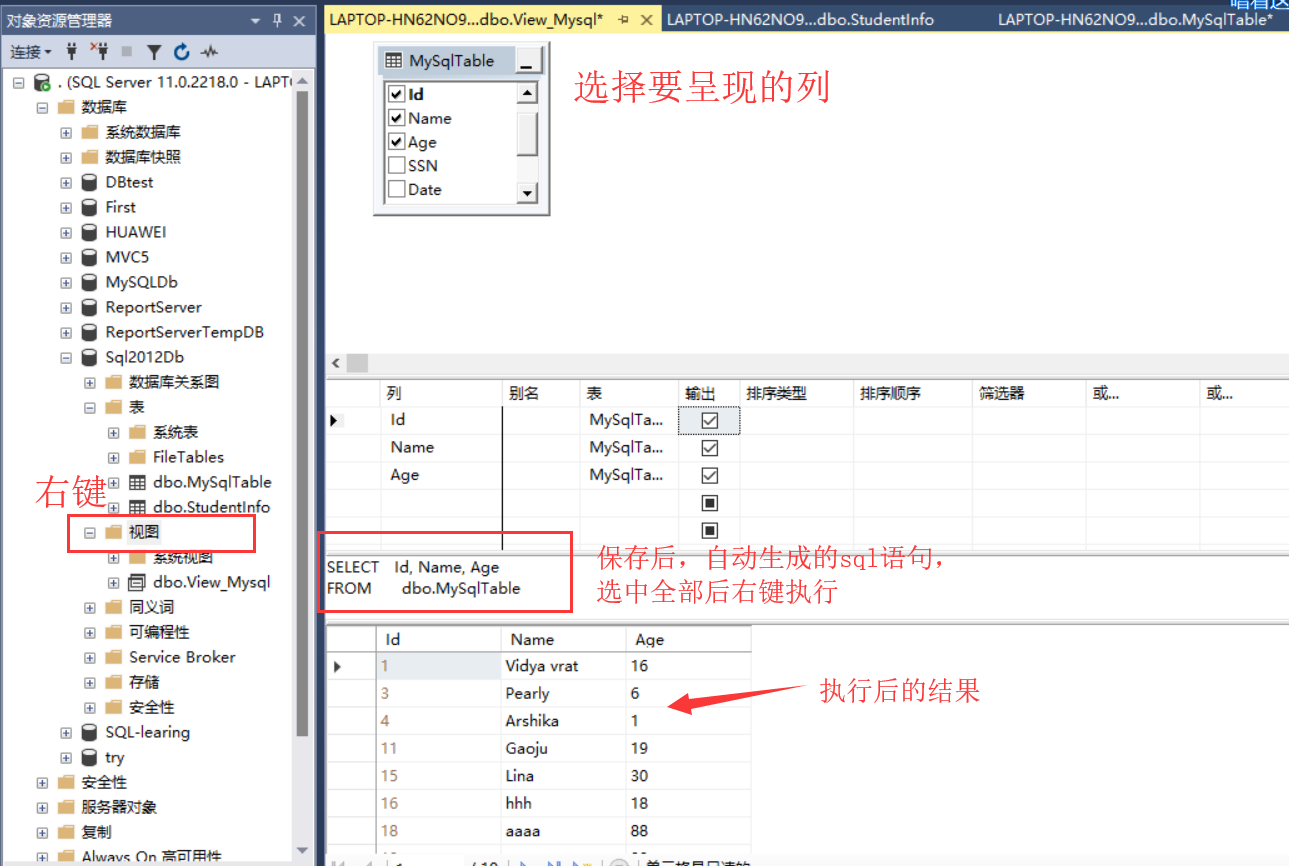 对象资源管理器
连接
. (SQL Server 11.0.2218.0 - LAPT
数据库
系统数据库
数据库快照
DBtest
First
HUAWEI
MVC5
MySQLDb
ReportServer
ReportServerTempDB
Sql2012Db
数据库关系图
表
系统表
FileTables
dbo.MySqlTable
dbo.StudentInfo
右键
视图
系统视图
dbo.View_Mysql
同义词
可编程性
Service Broker
存储
安全性
SQL-learing
try
安全性
服务器对象
复制
Always On 高可用性
LAPTOP-HN62NO9...dbo.View_Mysql*
LAPTOP-HN62NO9...dbo.StudentInfo
LAPTOP-HN62NO9...dbo.MySqlTable*
MySqlTable
Id
Name
Age
SSN
Date
选择要呈现的列
列 别名 表 输出 排序类型 排序顺序 筛选器 或... 或...
Id MySqlTa...
Name MySqlTa...
Age MySqlTa...
SELECT Id, Name, Age
FROM dbo.MySqlTable
保存后，自动生成的sql语句，
选中全部后右键执行
Id Name Age
1 Vidya vrat 16
3 Pearly 6
4 Arshika 1
11 Gaoju 19
15 Lina 30
16 hhh 18
18 aaaa 88
执行后的结果